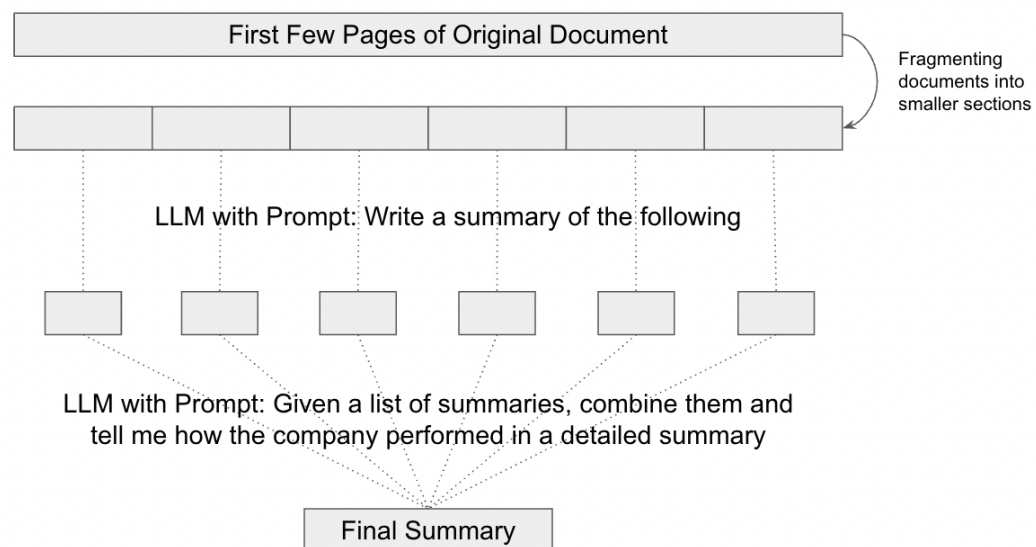 First Few Pages of Original Document
Fragmenting
documents into
smaller sections
LLM with Prompt: Write a summary of the following
LLM with Prompt: Given a list of summaries, combine them and
tell me how the company performed in a detailed summary
Final Summary